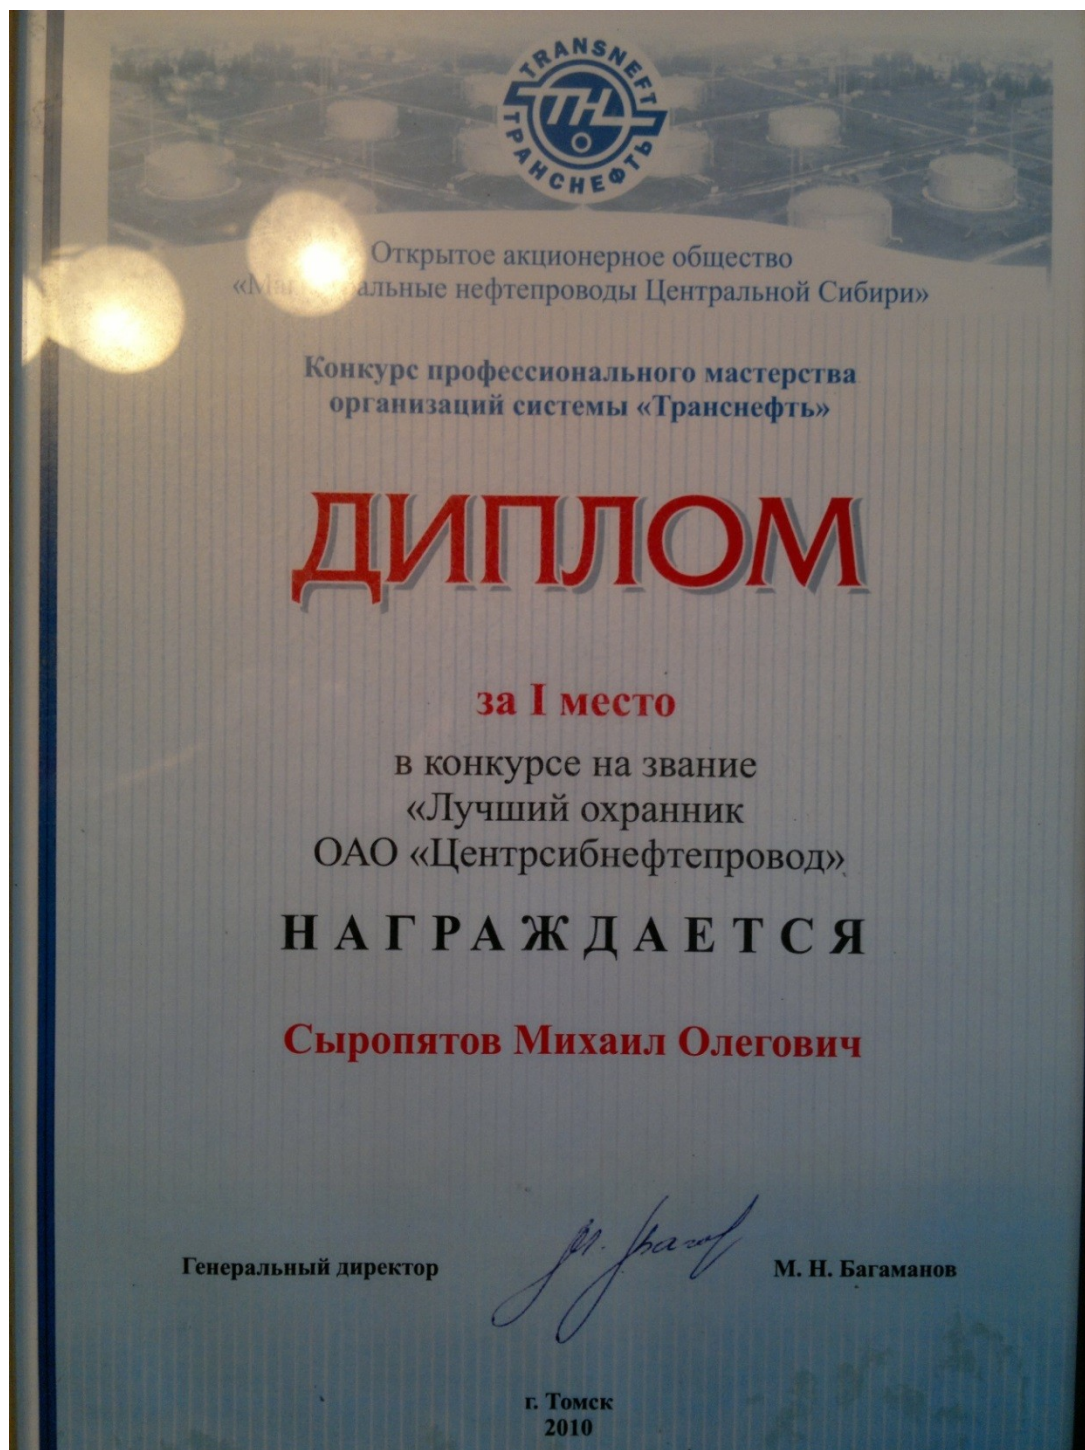 TRANSNEFT
ТН
ТРАНСНЕФТЬ
Открытое акционерное общество
нефтепроводы Центральной Сибири»
Конкурс профессионального мастерства
организаций системы «Транснефть»
ДИПЛОМ
за I место
в конкурсе на звание
«Лучший охранник
ОАО «Центрсибнефтепровод»
НАГРАЖДАЕТСЯ
Сыропятов Михаил Олегович
Генеральный директор
М. Н. Багаманов
г. Томск
2010